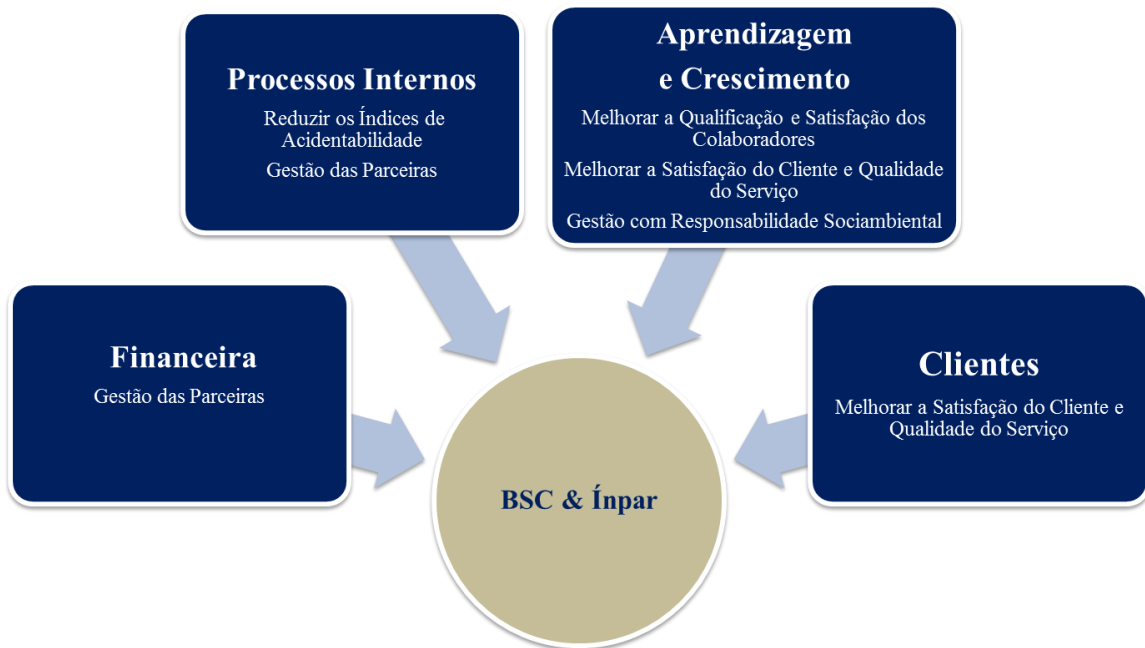 Processos Internos
Reduzir os Índices de
Acidentabilidade
Gestão das Parceiras
Aprendizagem
e Crescimento
Melhorar a Qualificação e Satisfação dos
Colaboradores
Melhorar a Satisfação do Cliente e Qualidade
do Serviço
Gestão com Responsabilidade Sociambiental
Financeira
Gestão das Parceiras
Clientes
Melhorar a Satisfação do Cliente e
Qualidade do Serviço
BSC & Ínpar